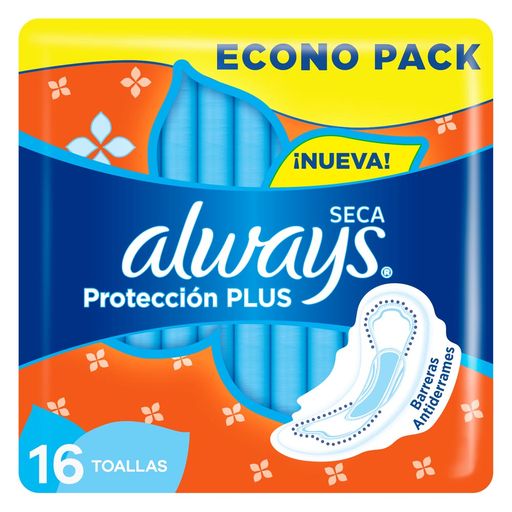 ECONO PACK
¡NUEVA!
SECA
always®
Protección PLUS
Barreras
Antiderrames
16 TOALLAS